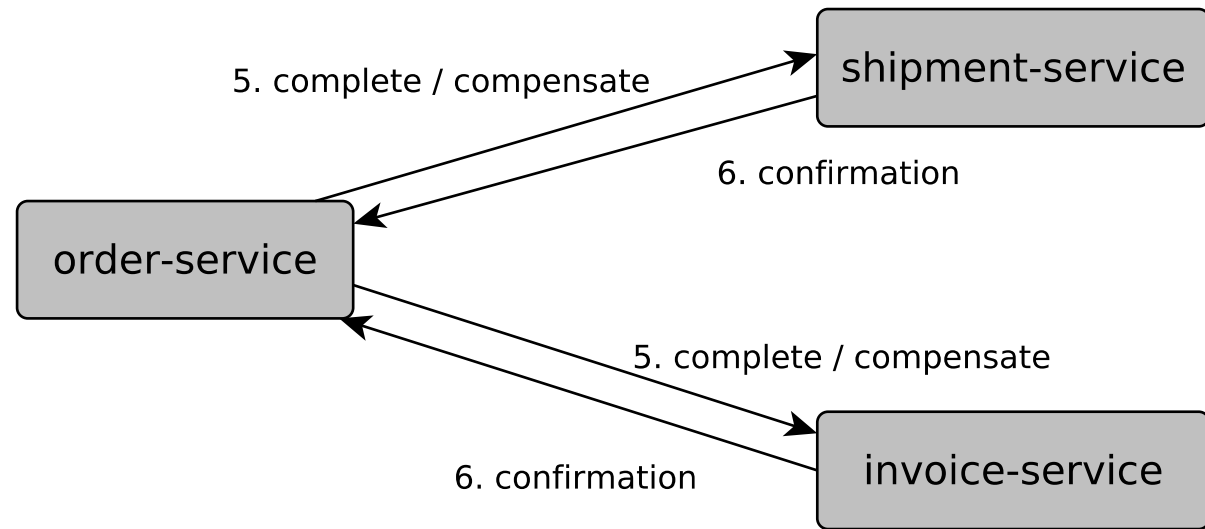 shipment-service
5. complete / compensate
6. confirmation
order-service
5. complete / compensate
6. confirmation
invoice-service